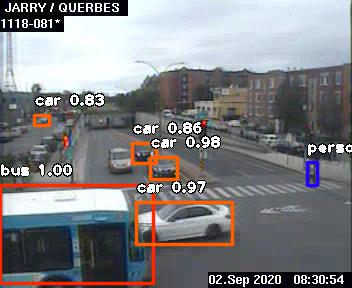 JARRY / QUERBES
1118-081*
car 0.83
car 0.86
car 0.98
perso
bus 1.00
car 0.97
02.Sep 2020 08:30:54